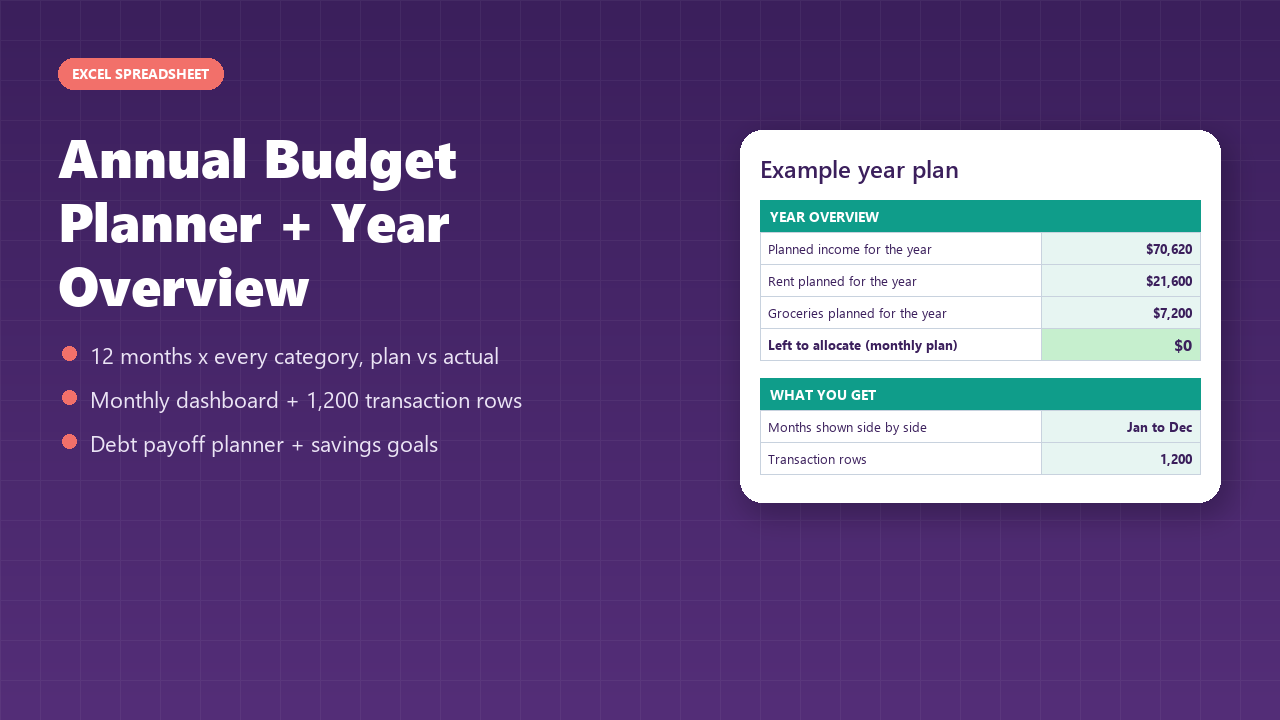 EXCEL SPREADSHEET
Annual Budget
Planner + Year
Overview
12 months x every category, plan vs actual
Monthly dashboard + 1,200 transaction rows
Debt payoff planner + savings goals
Example year plan
YEAR OVERVIEW
Planned income for the year $70,620
Rent planned for the year $21,600
Groceries planned for the year $7,200
Left to allocate (monthly plan) $0
WHAT YOU GET
Months shown side by side Jan to Dec
Transaction rows 1,200